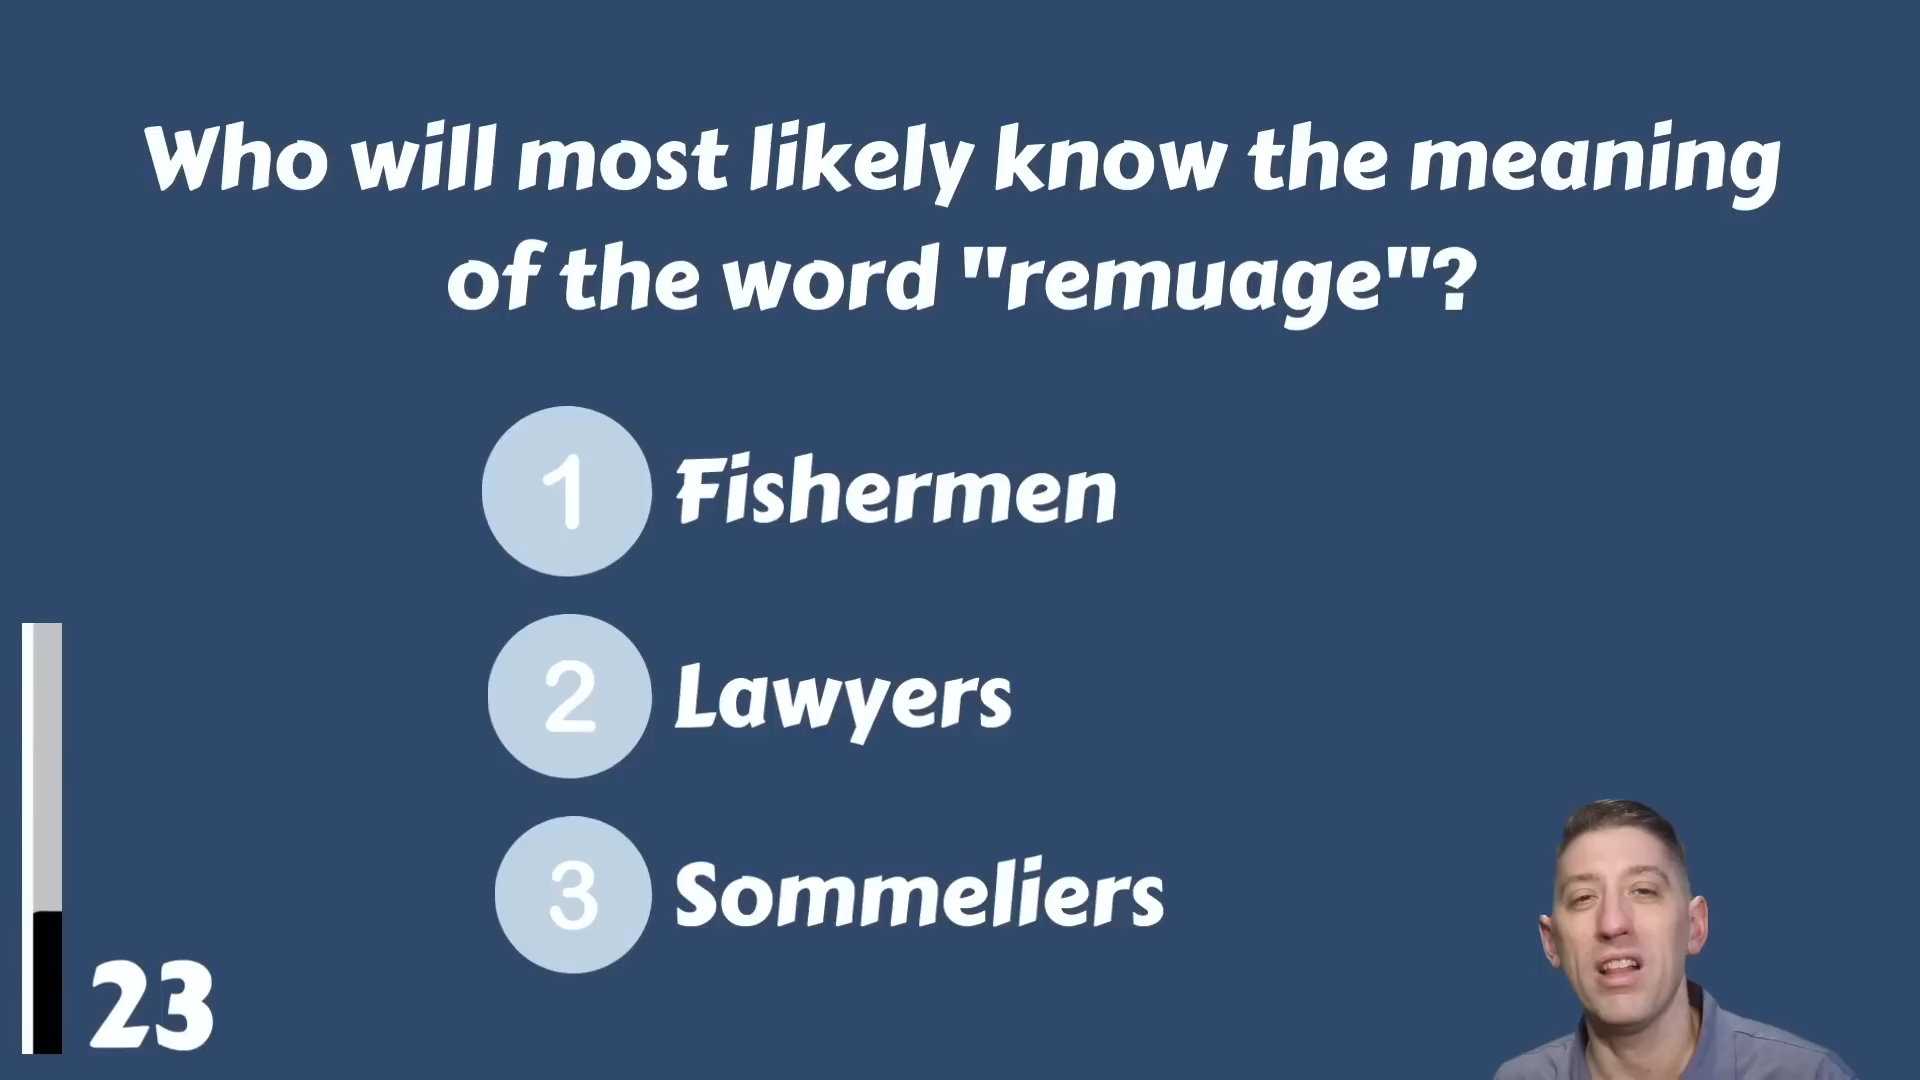 Who will most likely know the meaning
of the word "remuage"?
1 Fishermen
2 Lawyers
3 Sommeliers
23